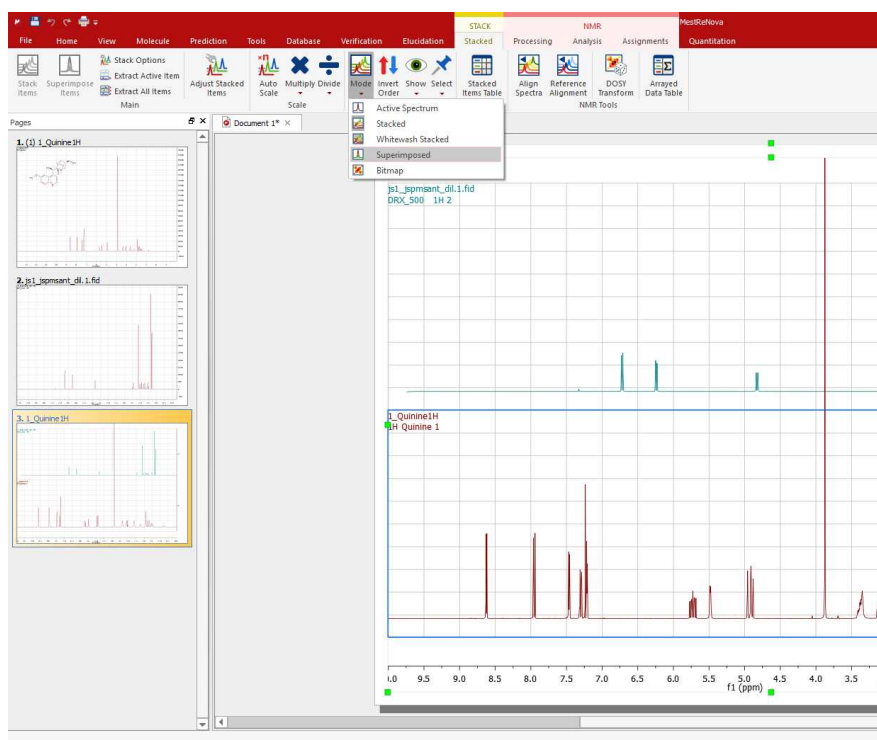 STACK NMR MestReNova
File Home View Molecule Prediction Tools Database Verification Elucidation Stacked Processing Analysis Assignments Quantitation
Stack Items
Superimpose Items
Stack Options
Extract Active Item
Extract All Items
Adjust Stacked Items
Auto Scale
Multiply
Divide
Mode
Invert Order
Show
Select
Stacked Items Table
Align Spectra
Reference Alignment
DOSY Transform
Arrayed Data Table
Main
Scale
NMR Tools
Active Spectrum
Stacked
Whitewash Stacked
Superimposed
Bitmap
Pages
Document 1*
1. (1) 1_Quinine1H
2. js1_jspmsant_dil.1.fid
3. 1_Quinine1H
js1_jspmsant_dil.1.fid
DRX_500 1H 2
1_Quinine1H
1H Quinine 1
.0 9.5 9.0 8.5 8.0 7.5 7.0 6.5 6.0 5.5 5.0 4.5 4.0 3.5
f1 (ppm)